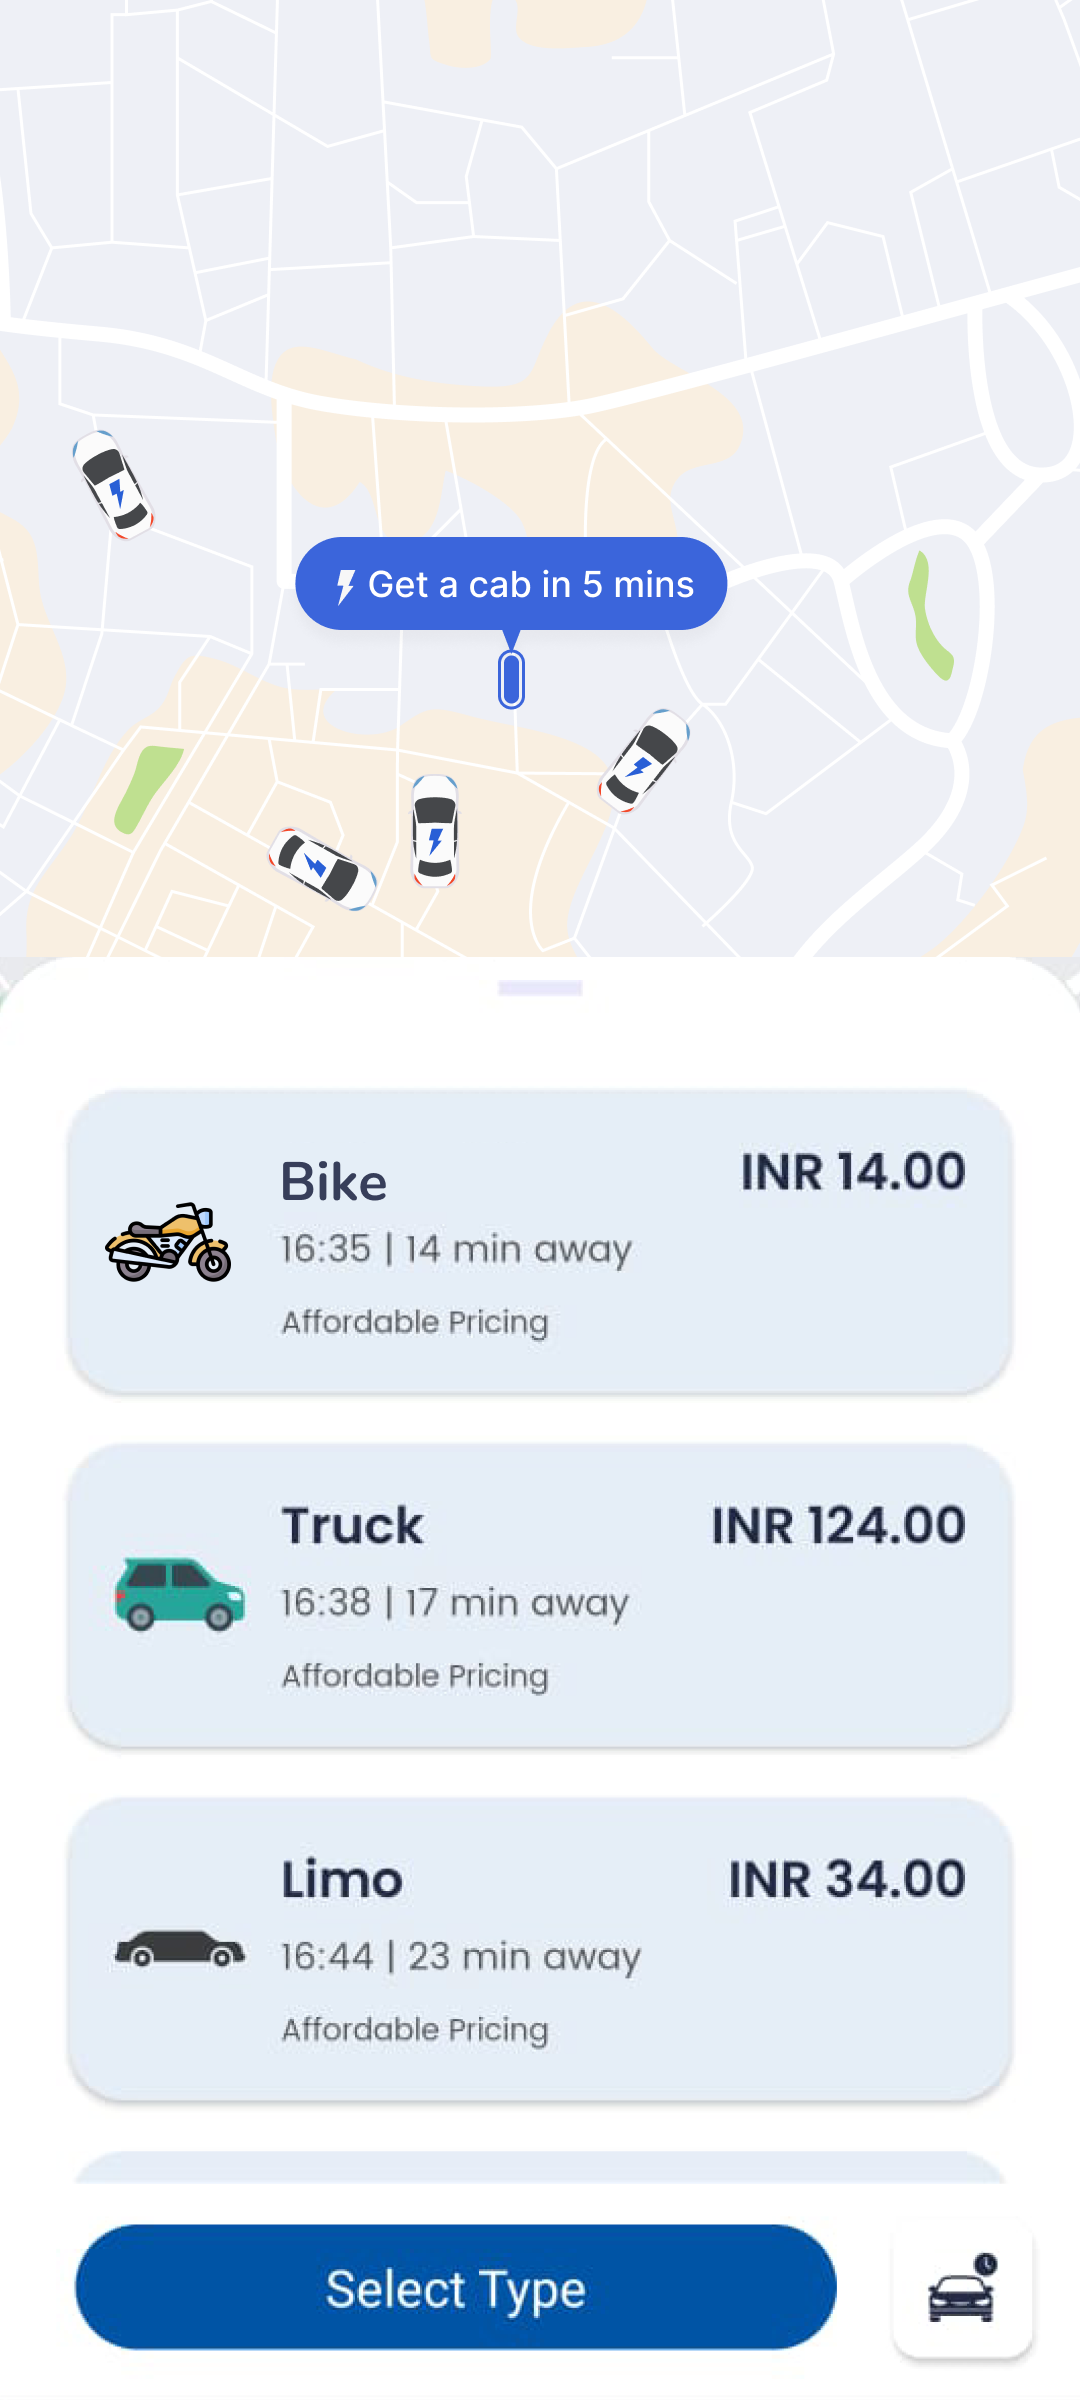 Get a cab in 5 mins
Bike
INR 14.00
16:35 | 14 min away
Affordable Pricing
Truck
INR 124.00
16:38 | 17 min away
Affordable Pricing
Limo
INR 34.00
16:44 | 23 min away
Affordable Pricing
Select Type